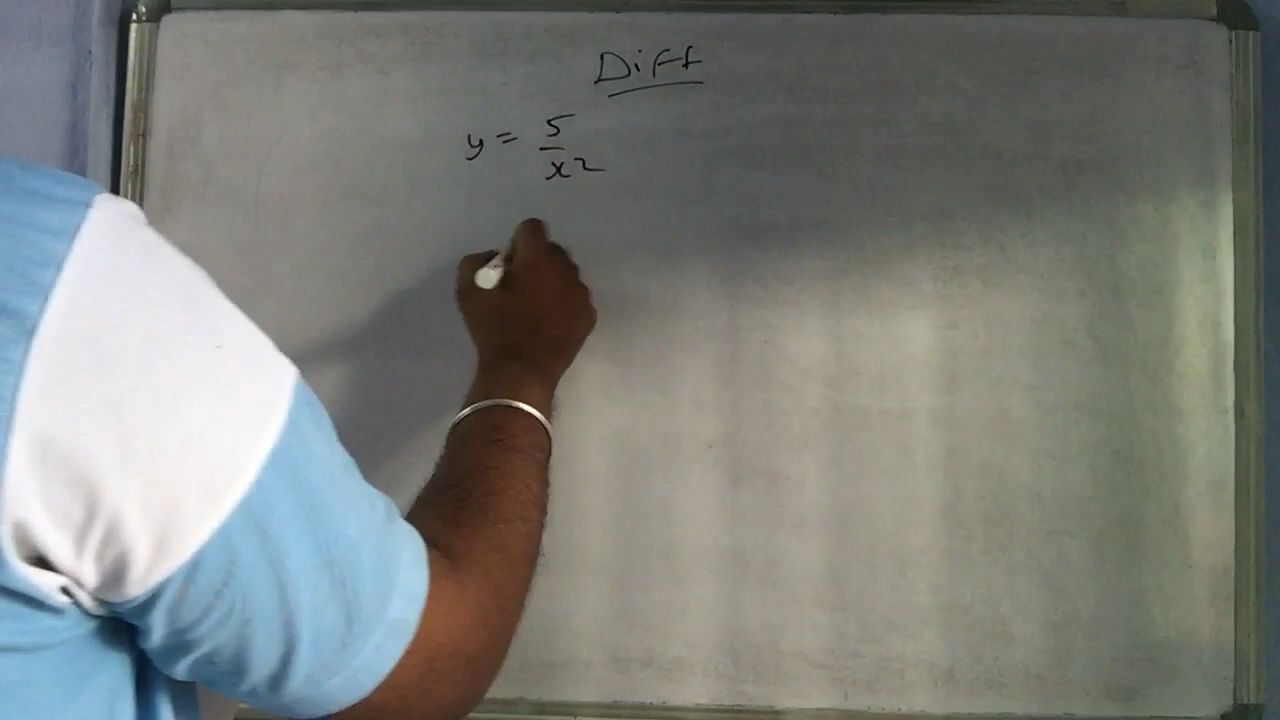 Diff
y = 5/x2